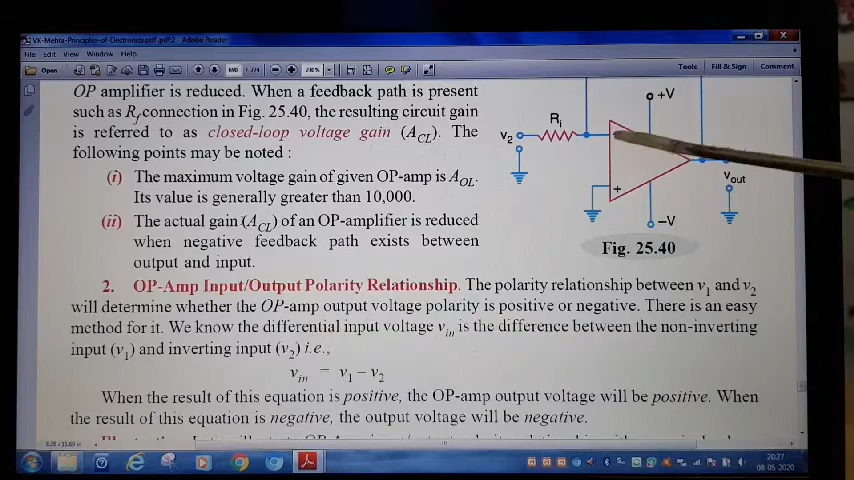 VK-Mehta-Principles-of-Electronics.pdf.pdf:2 - Adobe Reader
File Edit View Window Help
Open
Tools Fill & Sign Comment
OP amplifier is reduced. When a feedback path is present
such as Rf connection in Fig. 25.40, the resulting circuit gain
is referred to as closed-loop voltage gain (ACL). The
following points may be noted :
(i) The maximum voltage gain of given OP-amp is AOL.
Its value is generally greater than 10,000.
(ii) The actual gain (ACL) of an OP-amplifier is reduced
when negative feedback path exists between
output and input.
+V
Ri
v2
vout
+
–V
Fig. 25.40
2. OP-Amp Input/Output Polarity Relationship. The polarity relationship between v1 and v2
will determine whether the OP-amp output voltage polarity is positive or negative. There is an easy
method for it. We know the differential input voltage vin is the difference between the non-inverting
input (v1) and inverting input (v2) i.e.,
vin = v1 – v2
When the result of this equation is positive, the OP-amp output voltage will be positive. When
the result of this equation is negative, the output voltage will be negative.
20:27
08-05-2020